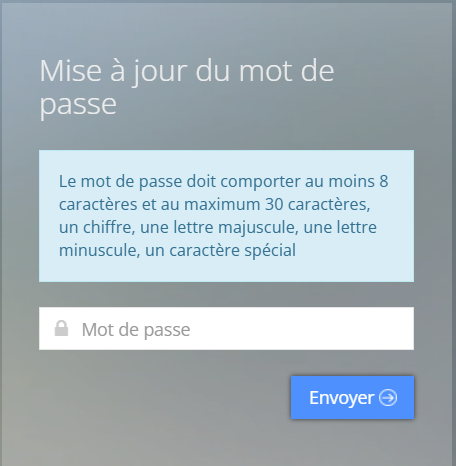 Mise à jour du mot de
passe
Le mot de passe doit comporter au moins 8
caractères et au maximum 30 caractères,
un chiffre, une lettre majuscule, une lettre
minuscule, un caractère spécial
Mot de passe
Envoyer